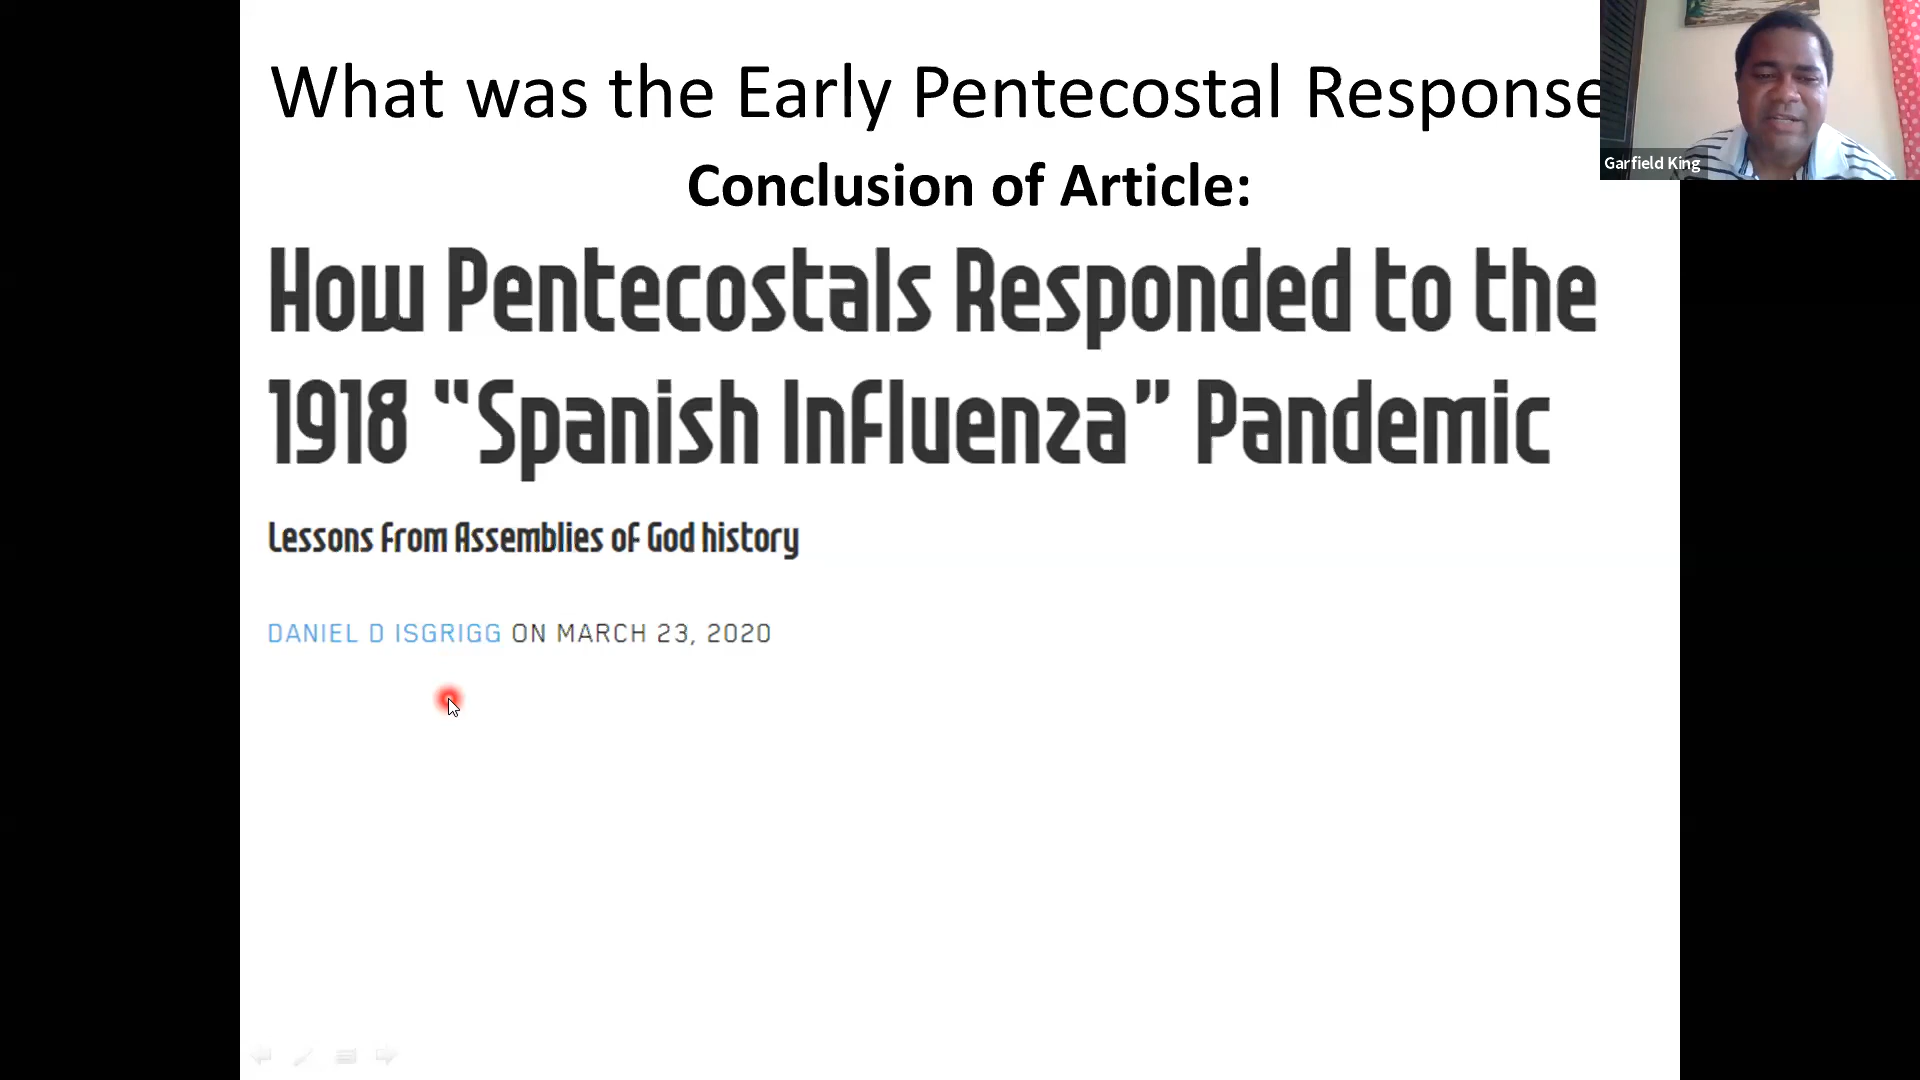 What was the Early Pentecostal Response
Garfield King
Conclusion of Article:
How Pentecostals Responded to the
1918 “Spanish Influenza” Pandemic
Lessons from Assemblies of God history
DANIEL D ISGRIGG ON MARCH 23, 2020